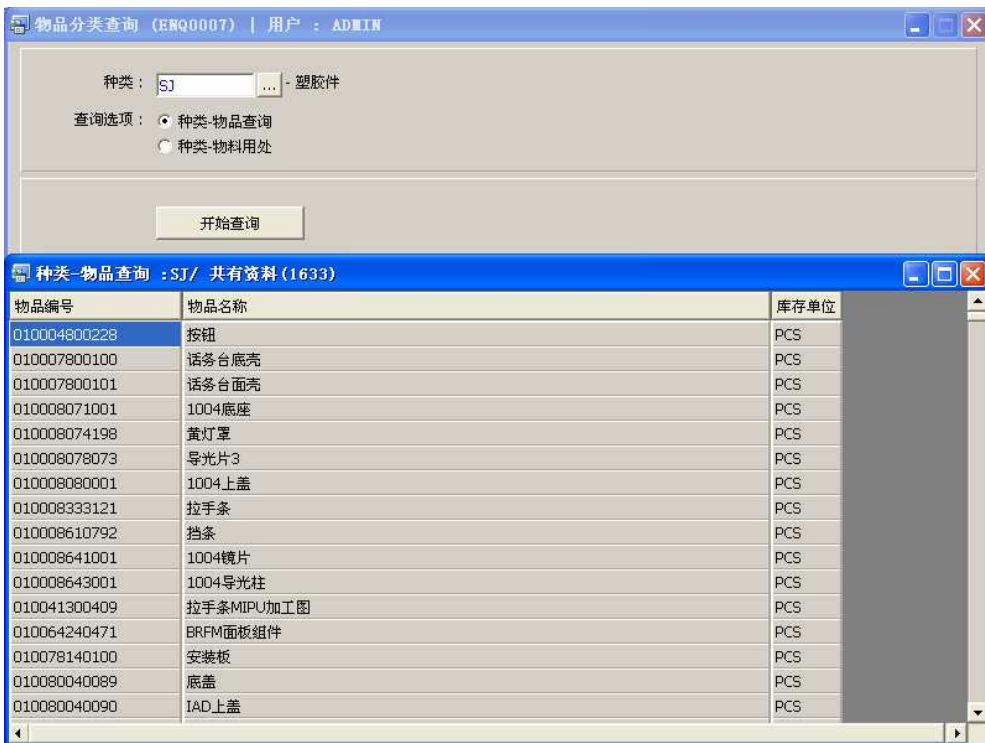 物品分类查询 (ENQ0007) | 用户 : ADMIN
种类： SJ ... - 塑胶件
查询选项： 种类-物品查询
种类-物料用处
开始查询
种类-物品查询 :SJ/ 共有资料(1633)
物品编号 物品名称 库存单位
010004800228 按钮 PCS
010007800100 话务台底壳 PCS
010007800101 话务台面壳 PCS
010008071001 1004底座 PCS
010008074198 黄灯罩 PCS
010008078073 导光片3 PCS
010008080001 1004上盖 PCS
010008333121 拉手条 PCS
010008610792 挡条 PCS
010008641001 1004镜片 PCS
010008643001 1004导光柱 PCS
010041300409 拉手条MIPU加工图 PCS
010064240471 BRFM面板组件 PCS
010078140100 安装板 PCS
010080040089 底盖 PCS
010080040090 IAD上盖 PCS